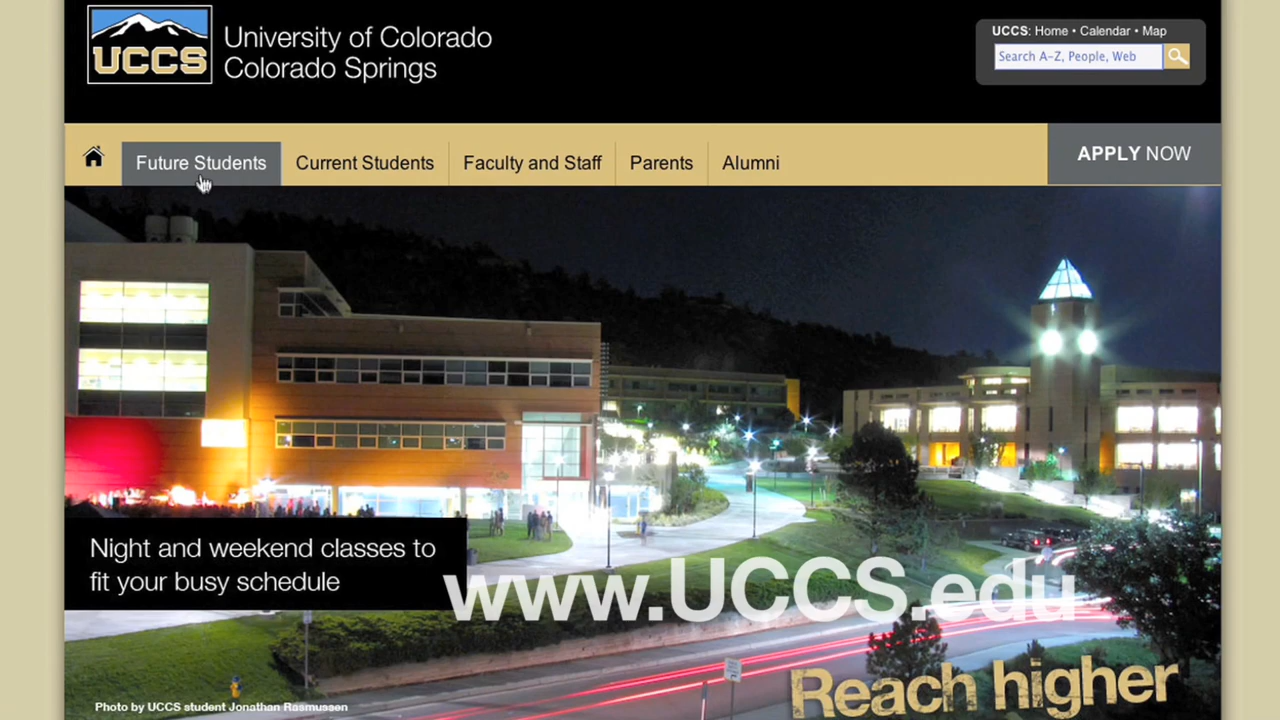 UCCS
University of Colorado
Colorado Springs
UCCS: Home • Calendar • Map
Search A-Z, People, Web
Future Students
Current Students
Faculty and Staff
Parents
Alumni
APPLY NOW
Night and weekend classes to
fit your busy schedule
www.UCCS.edu
Reach higher
Photo by UCCS student Jonathan Rasmussen